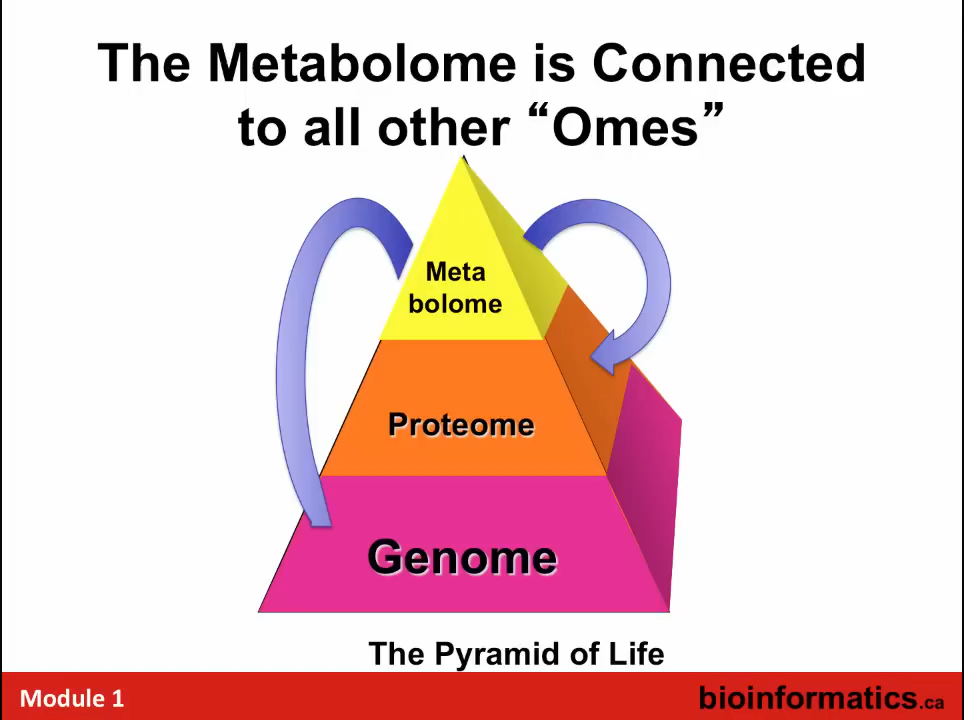 The Metabolome is Connected
to all other “Omes”
Meta
bolome
Proteome
Genome
The Pyramid of Life
Module 1
bioinformatics.ca